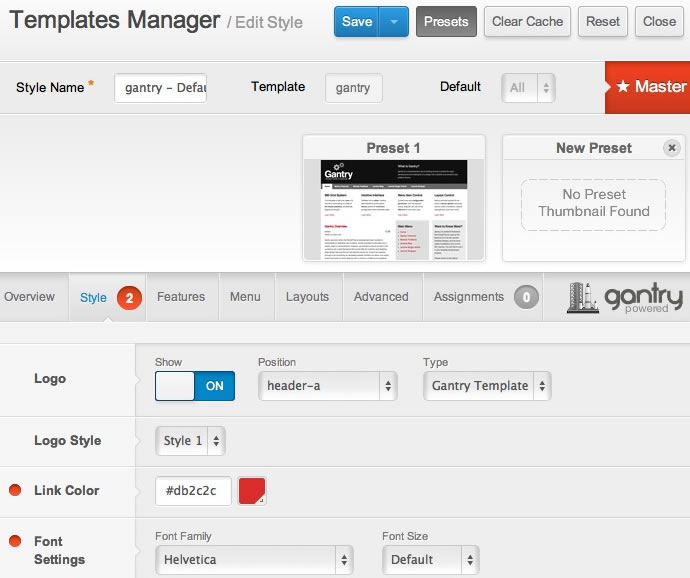 Templates Manager / Edit Style
Save
Presets
Clear Cache
Reset
Close
Style Name *
gantry - Defau
Template
gantry
Default
All
★ Master
Preset 1
New Preset
Gantry
No Preset
Thumbnail Found
Overview
Style 2
Features
Menu
Layouts
Advanced
Assignments 0
gantry
powered
Logo
Show
ON
Position
header-a
Type
Gantry Template
Logo Style
Style 1
Link Color
#db2c2c
Font
Settings
Font Family
Helvetica
Font Size
Default